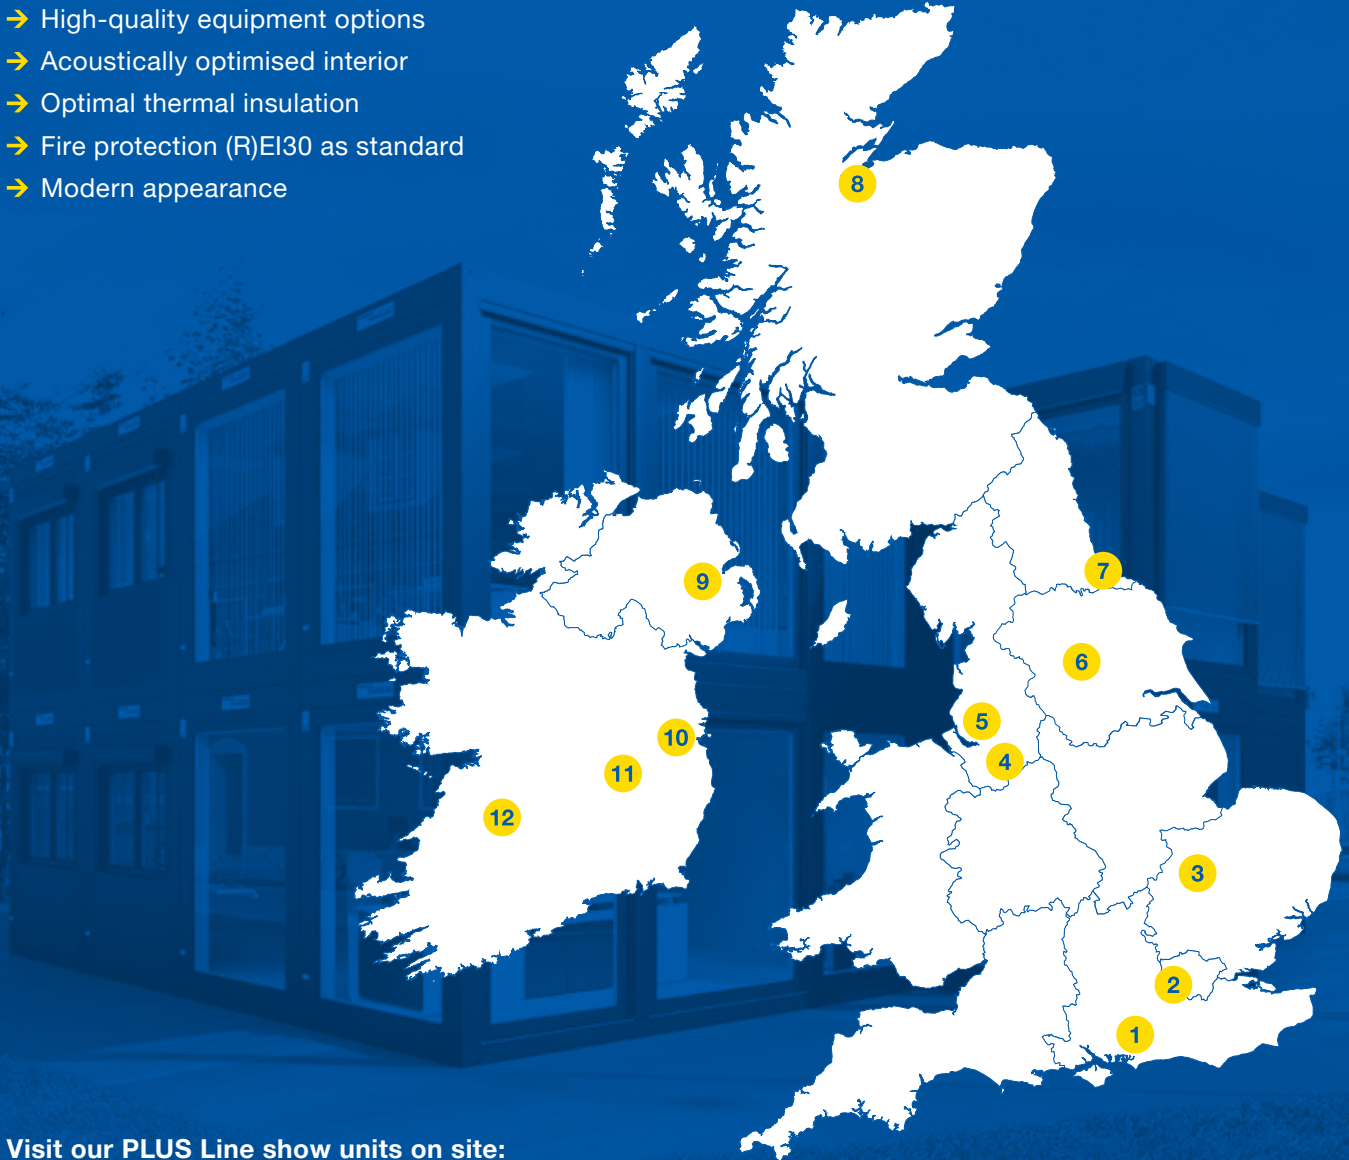 → High-quality equipment options
→ Acoustically optimised interior
→ Optimal thermal insulation
→ Fire protection (R)EI30 as standard
→ Modern appearance
8
7
9
6
5
10
4
11
12
3
2
1
Visit our PLUS Line show units on site: